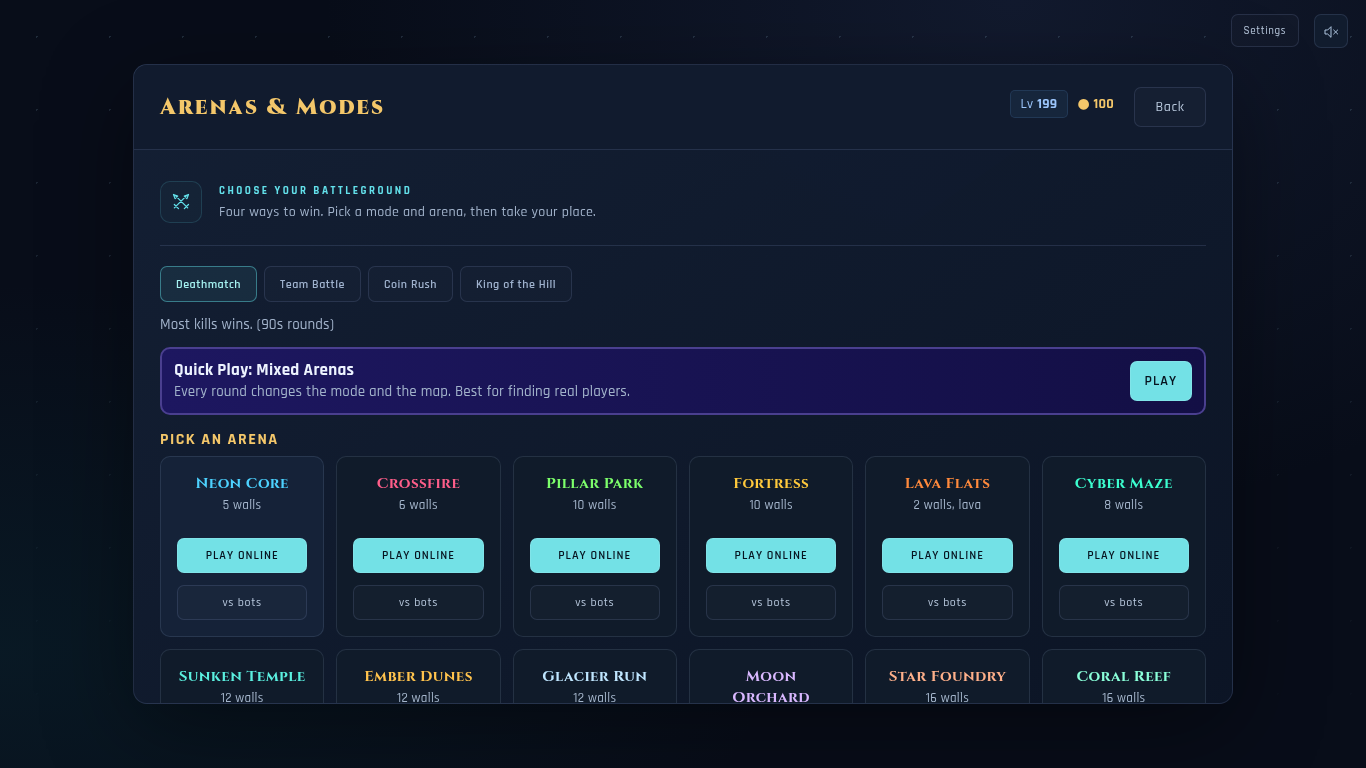 Settings
Arenas & Modes
Lv 199
100
Back
CHOOSE YOUR BATTLEGROUND
Four ways to win. Pick a mode and arena, then take your place.
Deathmatch
Team Battle
Coin Rush
King of the Hill
Most kills wins. (90s rounds)
Quick Play: Mixed Arenas
Every round changes the mode and the map. Best for finding real players.
PLAY
PICK AN ARENA
Neon Core
5 walls
PLAY ONLINE
vs bots
Crossfire
6 walls
PLAY ONLINE
vs bots
Pillar Park
10 walls
PLAY ONLINE
vs bots
Fortress
10 walls
PLAY ONLINE
vs bots
Lava Flats
2 walls, lava
PLAY ONLINE
vs bots
Cyber Maze
8 walls
PLAY ONLINE
vs bots
Sunken Temple
12 walls
Ember Dunes
12 walls
Glacier Run
12 walls
Moon
Orchard
Star Foundry
16 walls
Coral Reef
16 walls